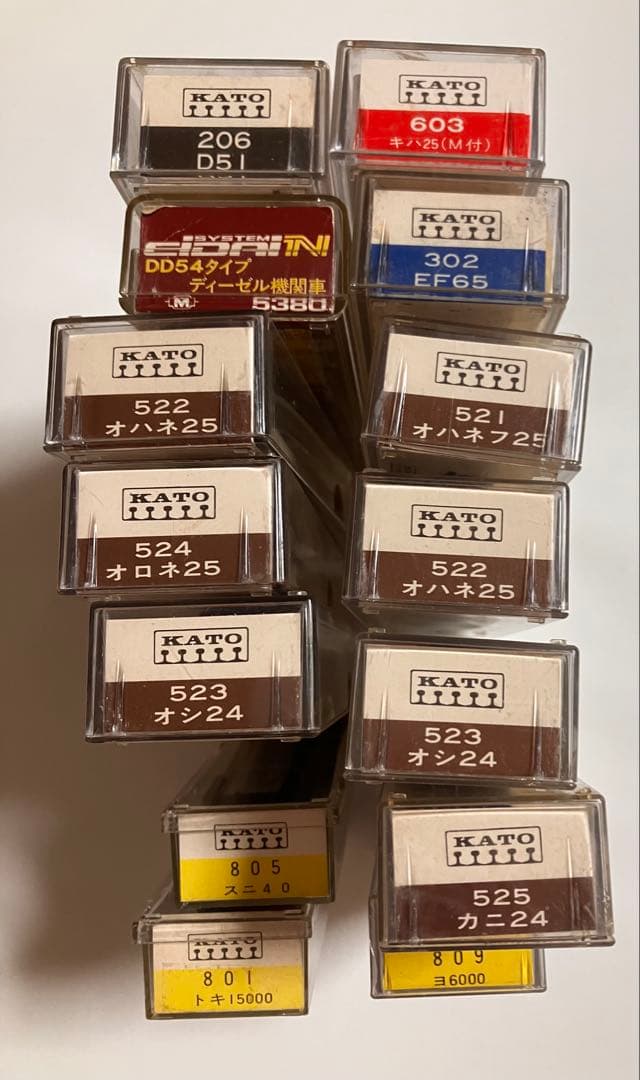 KATO
206
D51
KATO
603
キハ25(M付)
SYSTEM
EIDAI N
DD54タイプ
ディーゼル機関車
M
5380
KATO
302
EF65
KATO
522
オハネ25
KATO
521
オハネフ25
KATO
524
オロネ25
KATO
522
オハネ25
KATO
523
オシ24
KATO
523
オシ24
KATO
805
スニ40
KATO
525
カニ24
KATO
801
トキ15000
809
ヨ6000